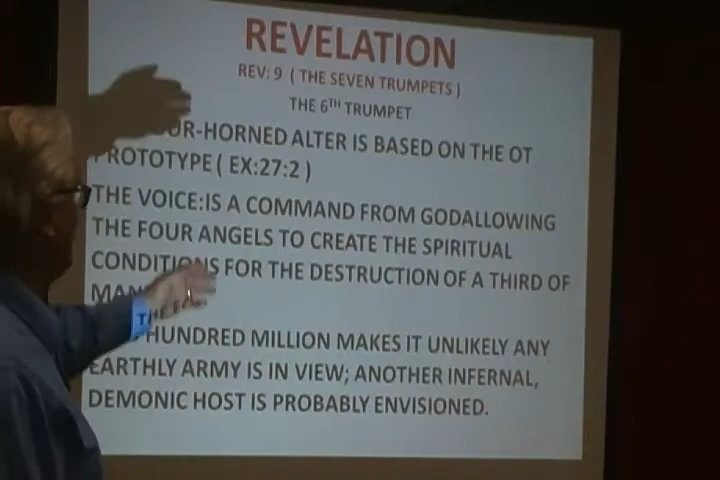 REVELATION
REV: 9 ( THE SEVEN TRUMPETS )
THE 6TH TRUMPET
UR-HORNED ALTER IS BASED ON THE OT
PROTOTYPE ( EX:27:2 )
THE VOICE:IS A COMMAND FROM GODALLOWING
THE FOUR ANGELS TO CREATE THE SPIRITUAL
CONDITIONS FOR THE DESTRUCTION OF A THIRD OF
MAN
HUNDRED MILLION MAKES IT UNLIKELY ANY
EARTHLY ARMY IS IN VIEW; ANOTHER INFERNAL,
DEMONIC HOST IS PROBABLY ENVISIONED.